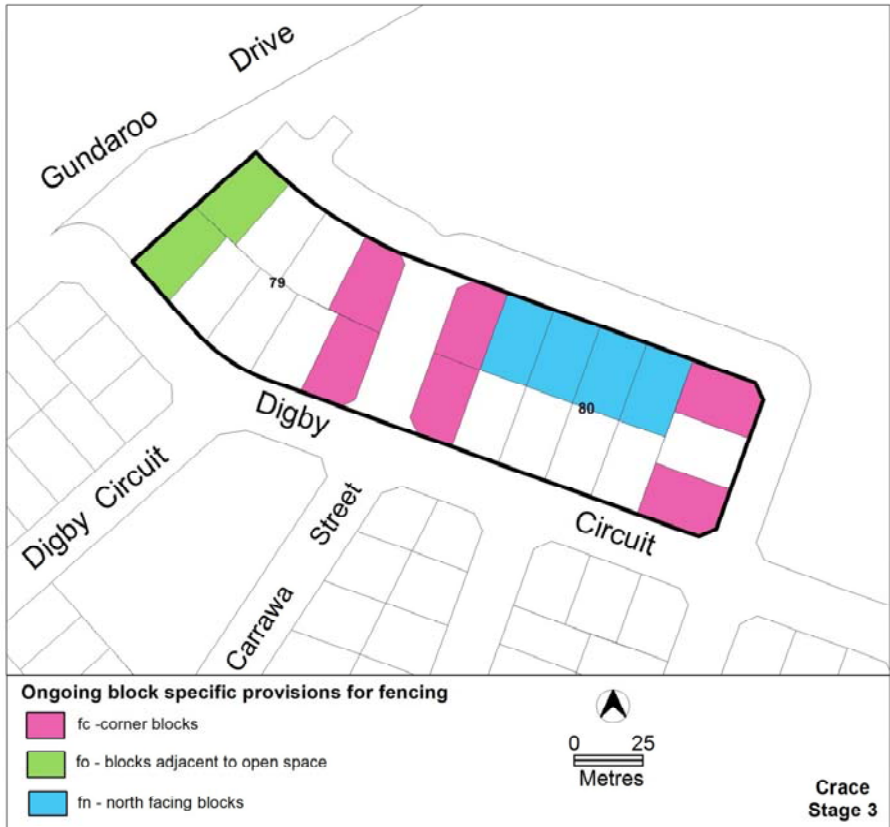 Gundaroo Drive
79
80
Digby Circuit
Digby Circuit
Carrawa Street
Ongoing block specific provisions for fencing
fc -corner blocks
fo - blocks adjacent to open space
fn - north facing blocks
0 25
Metres
Crace
Stage 3